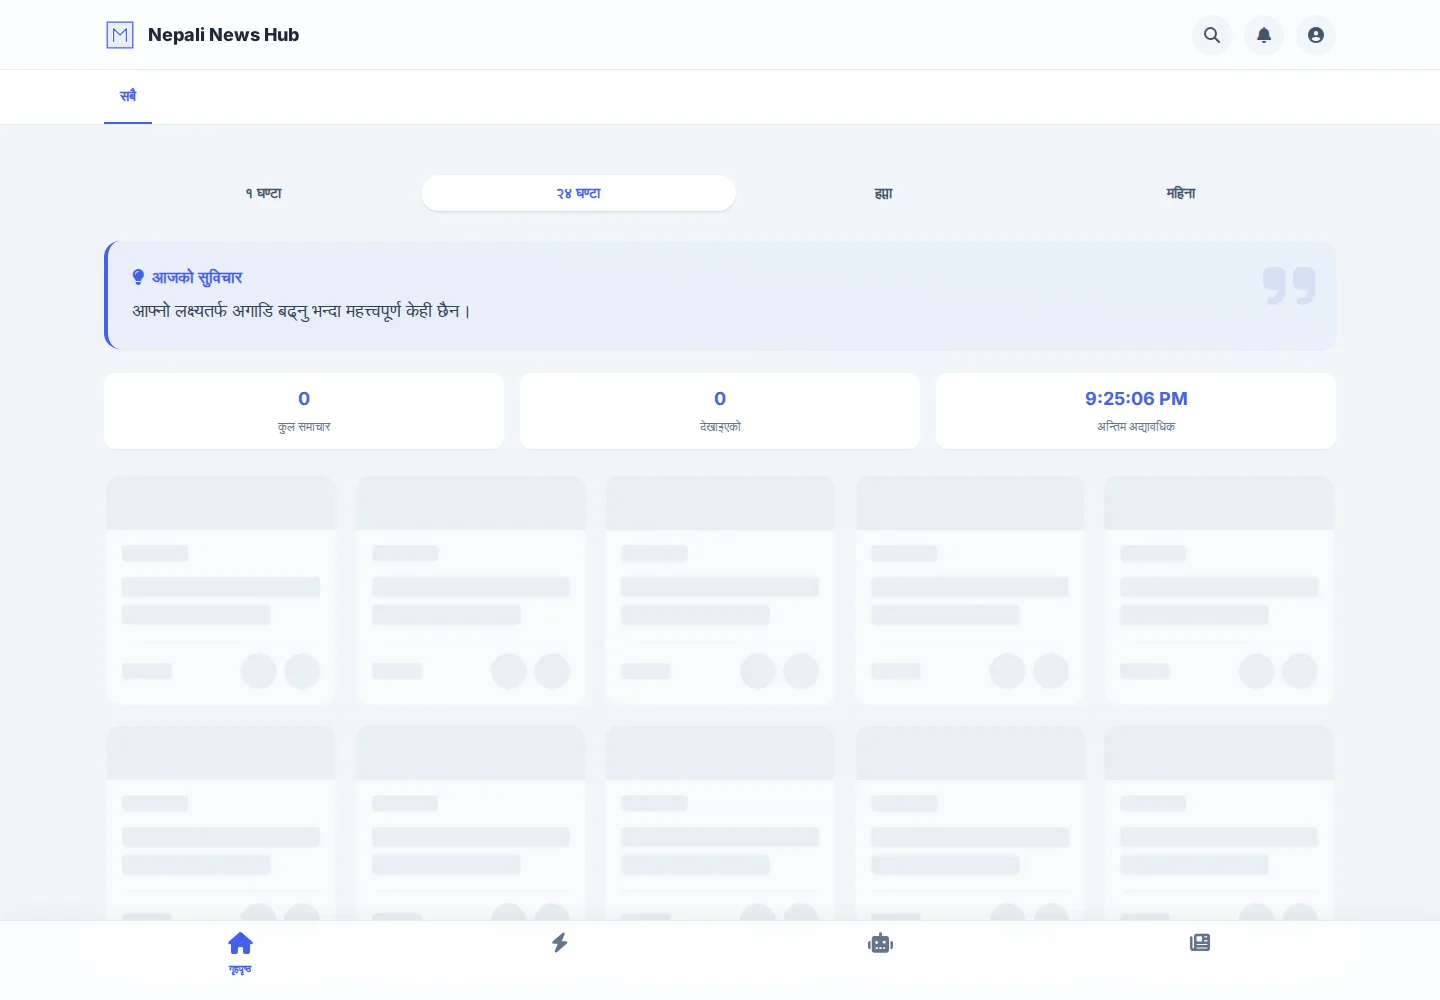 M
Nepali News Hub
सबै
१ घण्टा
२४ घण्टा
हप्ता
महिना
आजको सुविचार
आफ्नो लक्ष्यतर्फ अगाडि बढ्नु भन्दा महत्त्वपूर्ण केही छैन।
0
कुल समाचार
0
देखाइएको
9:25:06 PM
अन्तिम अद्यावधिक
गृहपृष्ठ